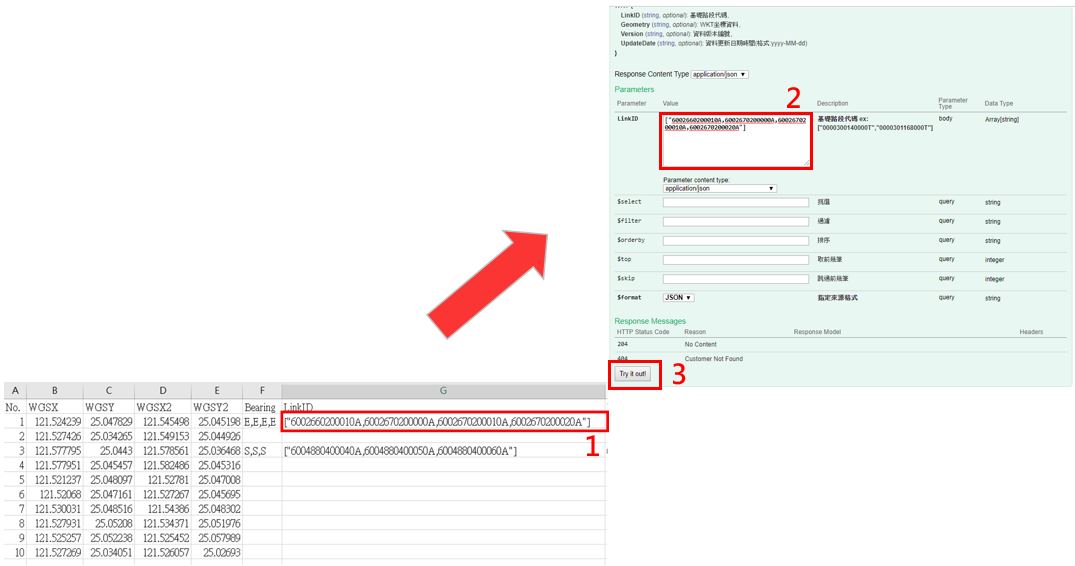 LinkID (string, optional): 基礎路段代碼,
Geometry (string, optional): WKT坐標資料,
Version (string, optional): 資料版本編號,
UpdateDate (string, optional): 資料更新日期時間(格式:yyyy-MM-dd)
}
Response Content Type application/json
Parameters
Parameter Value Description Parameter Type Data Type
2
LinkID ["6002660200010A,6002670200000A,6002670200010A,6002670200020A"] 基礎路段代碼 ex: ["0000300140000T","0000301168000T"] body Array[string]
Parameter content type:
application/json
$select 挑選 query string
$filter 過濾 query string
$orderby 排序 query string
$top 取前幾筆 query integer
$skip 跳過前幾筆 query integer
$format JSON 指定來源格式 query string
Response Messages
HTTP Status Code Reason Response Model Headers
204 No Content
404 Customer Not Found
Try it out!
3
A B C D E F G
No. WGSX WGSY WGSX2 WGSY2 Bearing LinkID
1 121.524239 25.047829 121.545498 25.045198 E,E,E,E ["6002660200010A,6002670200000A,6002670200010A,6002670200020A"]
1
2 121.527426 25.034265 121.549153 25.044926
3 121.577795 25.0443 121.578561 25.036468 S,S,S ["6004880400040A,6004880400050A,6004880400060A"]
4 121.577951 25.045457 121.582486 25.045316
5 121.521237 25.048097 121.52781 25.047008
6 121.52068 25.047161 121.527267 25.045695
7 121.530031 25.048516 121.54386 25.048302
8 121.527931 25.05208 121.534371 25.051976
9 121.525257 25.052238 121.525452 25.057989
10 121.527269 25.034051 121.526057 25.02693